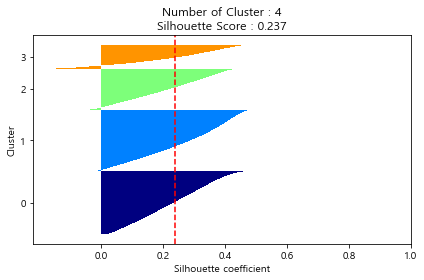 Number of Cluster : 4
Silhouette Score : 0.237
3
2
1
0
Cluster
0.0 0.2 0.4 0.6 0.8 1.0
Silhouette coefficient